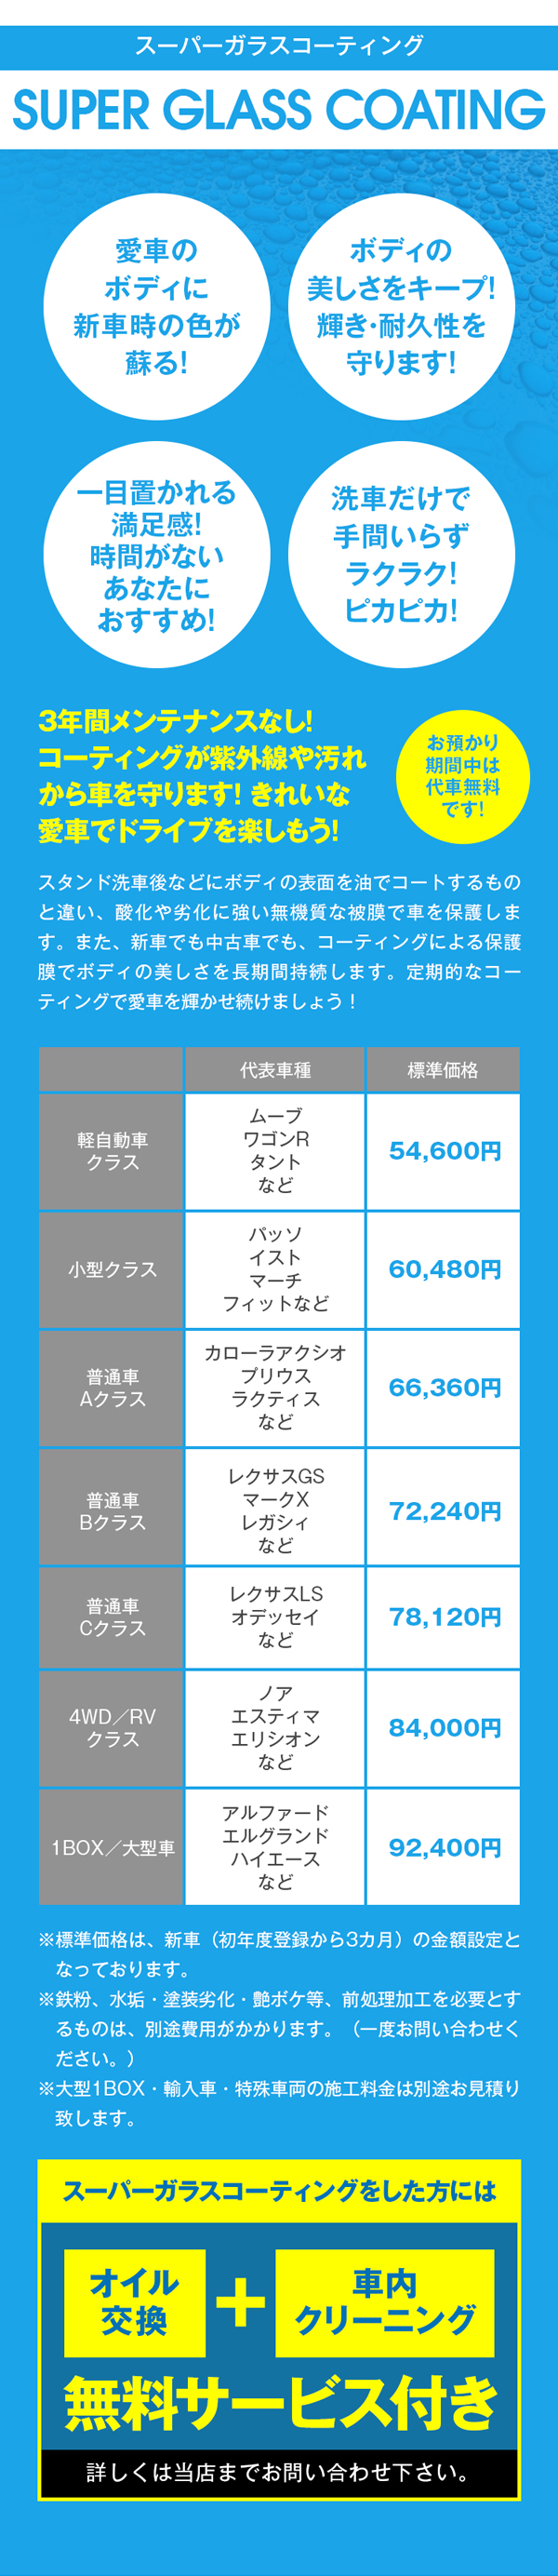 スーパーガラスコーティング
SUPER GLASS COATING
愛車の
ボディに
新車時の色が
蘇る!
ボディの
美しさをキープ!
輝き・耐久性を
守ります!
一目置かれる
満足感!
時間がない
あなたに
おすすめ!
洗車だけで
手間いらず
ラクラク!
ピカピカ!
3年間メンテナンスなし!
コーティングが紫外線や汚れ
から車を守ります! きれいな
愛車でドライブを楽しもう!
お預かり
期間中は
代車無料
です!
スタンド洗車後などにボディの表面を油でコートするもの
と違い、酸化や劣化に強い無機質な被膜で車を保護しま
す。また、新車でも中古車でも、コーティングによる保護
膜でボディの美しさを長期間持続します。定期的なコー
ティングで愛車を輝かせ続けましょう！
代表車種
標準価格
軽自動車
クラス
ムーブ
ワゴンR
タント
など
54,600円
小型クラス
パッソ
イスト
マーチ
フィットなど
60,480円
普通車
Aクラス
カローラアクシオ
プリウス
ラクティス
など
66,360円
普通車
Bクラス
レクサスGS
マークX
レガシィ
など
72,240円
普通車
Cクラス
レクサスLS
オデッセイ
など
78,120円
4WD／RV
クラス
ノア
エスティマ
エリシオン
など
84,000円
1BOX／大型車
アルファード
エルグランド
ハイエース
など
92,400円
※標準価格は、新車（初年度登録から3カ月）の金額設定と
なっております。
※鉄粉、水垢・塗装劣化・艶ボケ等、前処理加工を必要とす
るものは、別途費用がかかります。（一度お問い合わせく
ださい。）
※大型1BOX・輸入車・特殊車両の施工料金は別途お見積り
致します。
スーパーガラスコーティングをした方には
オイル
交換
+
車内
クリーニング
無料サービス付き
詳しくは当店までお問い合わせ下さい。